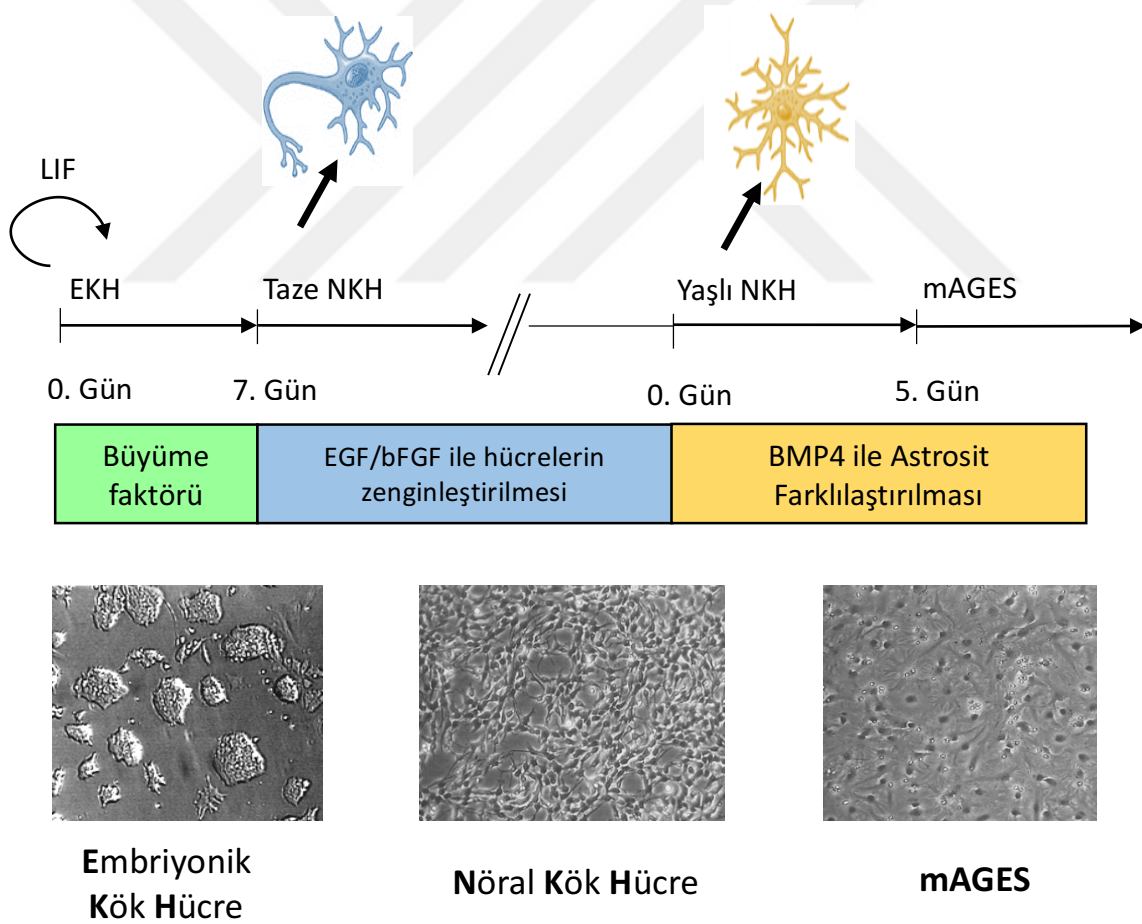 LIF
EKH
Taze NKH
Yaşlı NKH
mAGES
0. Gün
7. Gün
0. Gün
5. Gün
Büyüme
faktörü
EGF/bFGF ile hücrelerin
zenginleştirilmesi
BMP4 ile Astrosit
Farklılaştırılması
Embriyonik
Kök Hücre
Nöral Kök Hücre
mAGES